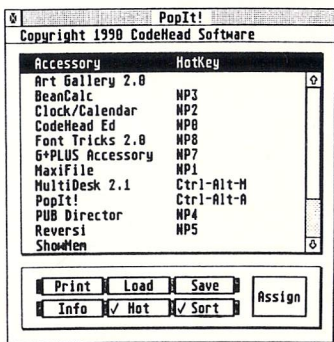 PopIt!
Copyright 1990 CodeHead Software
Accessory HotKey
Art Gallery 2.0
BeanCalc NP3
Clock/Calendar NP2
CodeHead Ed NP0
Font Tricks 2.0 NP8
G+PLUS Accessory NP7
MaxiFile NP1
MultiDesk 2.1 Ctrl-Alt-M
PopIt! Ctrl-Alt-A
PUB Director NP4
Reversi NP5
ShowMem
Print Load Save
Assign
Info ✓ Hot ✓ Sort